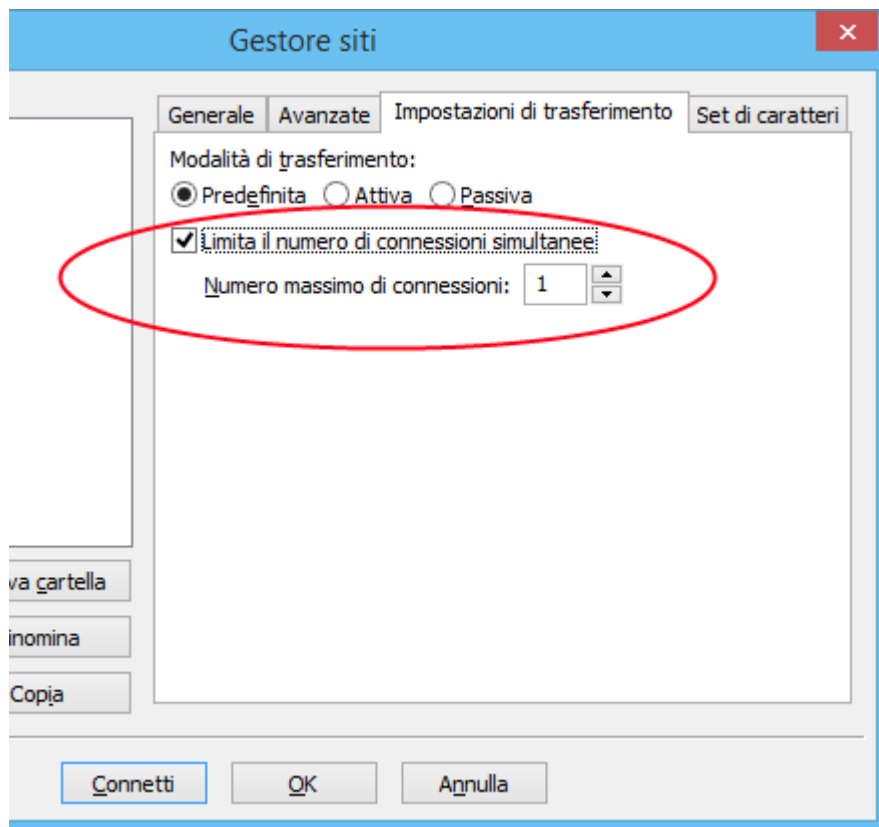 Gestore siti
Generale Avanzate Impostazioni di trasferimento Set di caratteri
Modalità di trasferimento:
Predefinita Attiva Passiva
Limita il numero di connessioni simultanee
Numero massimo di connessioni: 1
va cartella
inomina
Copia
Connetti OK Annulla